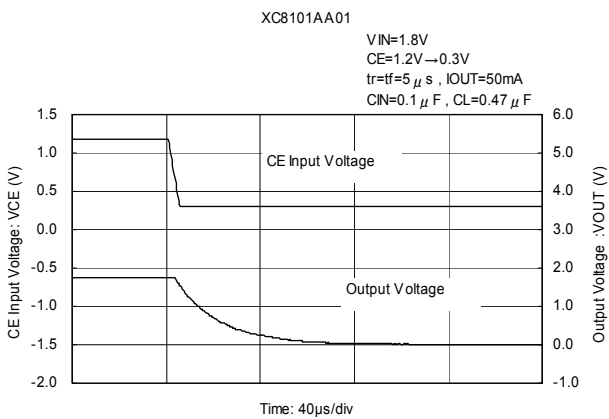 XC8101AA01
VIN=1.8V
CE=1.2V→0.3V
tr=tf=5μs , IOUT=50mA
CIN=0.1μF , CL=0.47μF
CE Input Voltage: VCE (V)
1.5
1.0
0.5
0.0
-0.5
-1.0
-1.5
-2.0
CE Input Voltage
Output Voltage
6.0
5.0
4.0
3.0
2.0
1.0
0.0
-1.0
Output Voltage :VOUT (V)
Time: 40μs/div